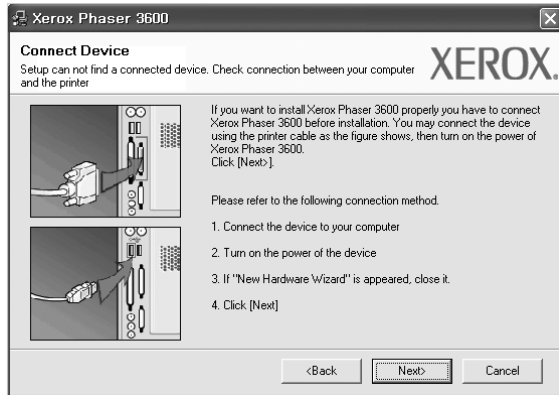 Xerox Phaser 3600
Connect Device
Setup can not find a connected device. Check connection between your computer
and the printer
XEROX.
If you want to install Xerox Phaser 3600 properly you have to connect
Xerox Phaser 3600 before installation. You may connect the device
using the printer cable as the figure shows, then turn on the power of
Xerox Phaser 3600.
Click [Next>].
Please refer to the following connection method.
1. Connect the device to your computer
2. Turn on the power of the device
3. If "New Hardware Wizard" is appeared, close it.
4. Click [Next]
<Back
Next>
Cancel